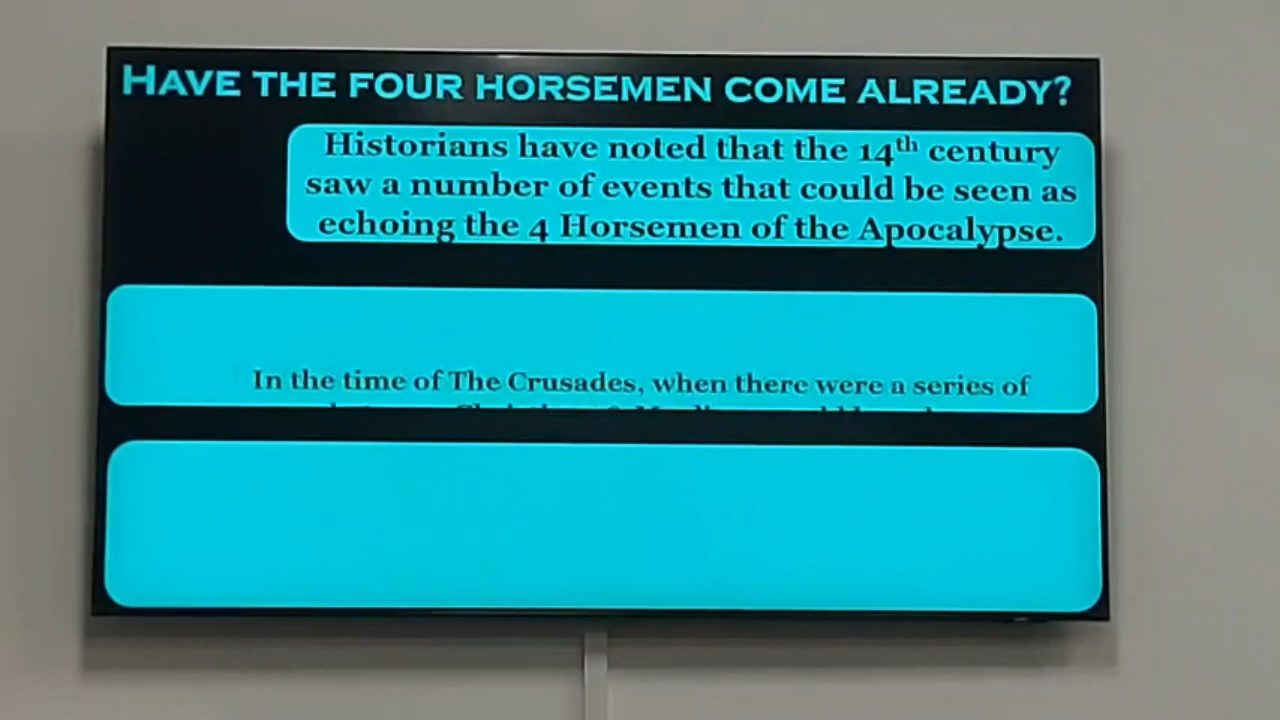 HAVE THE FOUR HORSEMEN COME ALREADY?
Historians have noted that the 14th century
saw a number of events that could be seen as
echoing the 4 Horsemen of the Apocalypse.
In the time of The Crusades, when there were a series of